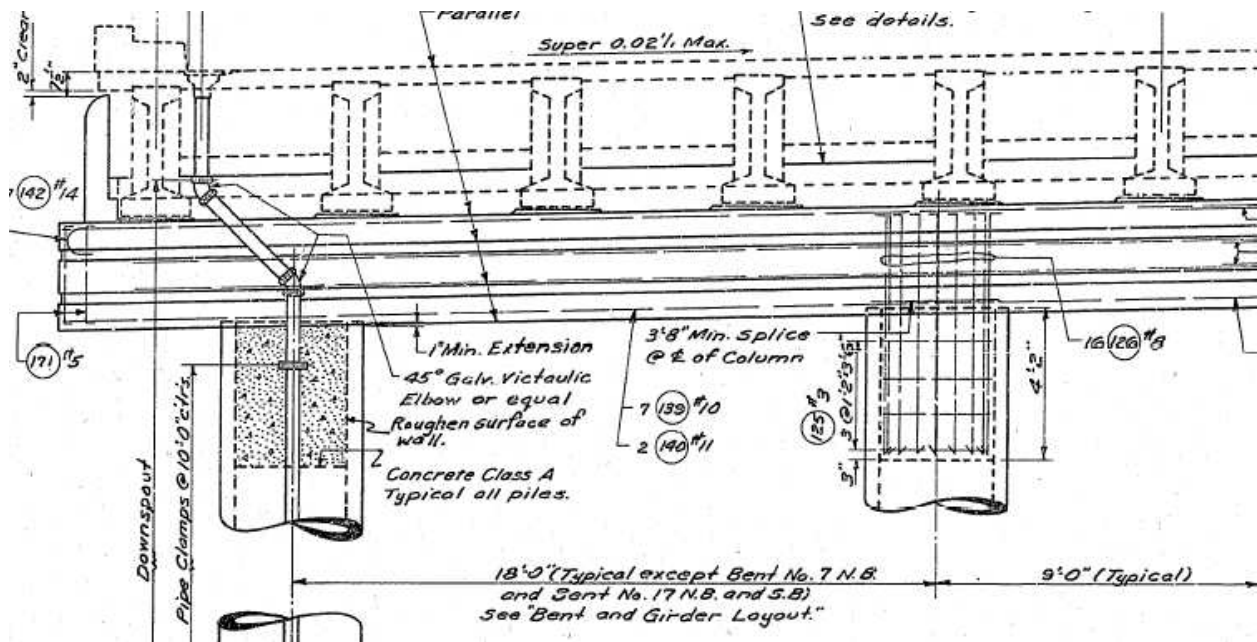 Parallel
see details.
Super 0.02'/, Max.
2" Clear
7½"
142 #14
171 #5
1" Min. Extension
45° Galv. Victaulic
Elbow or equal
Roughen surface of
wall.
Concrete Class A
Typical all piles.
3'-8" Min. Splice
@ ℄ of Column
7 139 #10
2 140 #11
125 #3
3 @ 1'2"
3"
4'-2"
16 126 #8
Downspout
Pipe Clamps @ 10'-0" ctrs.
18'-0" (Typical except Bent No. 7 N.B.
and Bent No. 17 N.B. and S.B)
See "Bent and Girder Layout."
9'-0" (Typical)